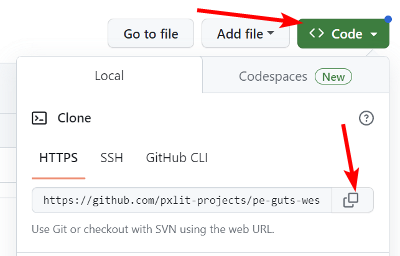 Go to file Add file <> Code
Local Codespaces New
Clone
HTTPS SSH GitHub CLI
https://github.com/pxlit-projects/pe-guts-wes
Use Git or checkout with SVN using the web URL.